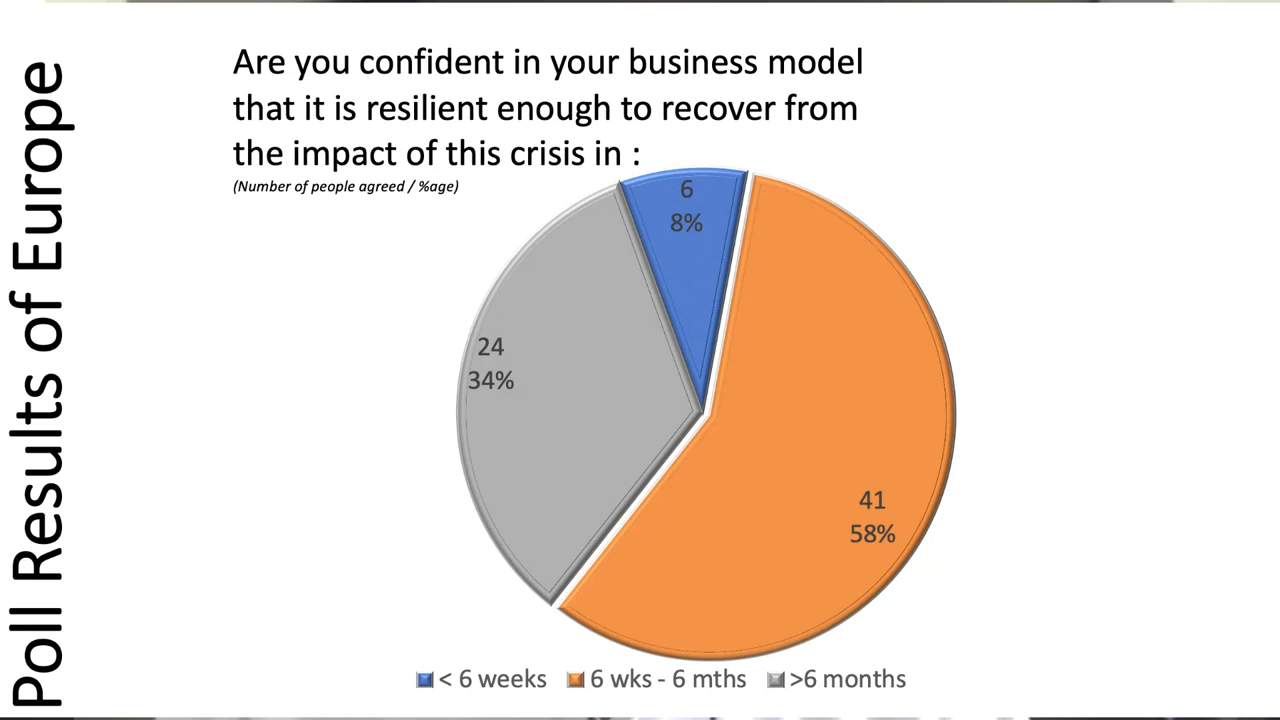 Poll Results of Europe
Are you confident in your business model
that it is resilient enough to recover from
the impact of this crisis in :
(Number of people agreed / %age)
6
8%
24
34%
41
58%
< 6 weeks
6 wks - 6 mths
>6 months